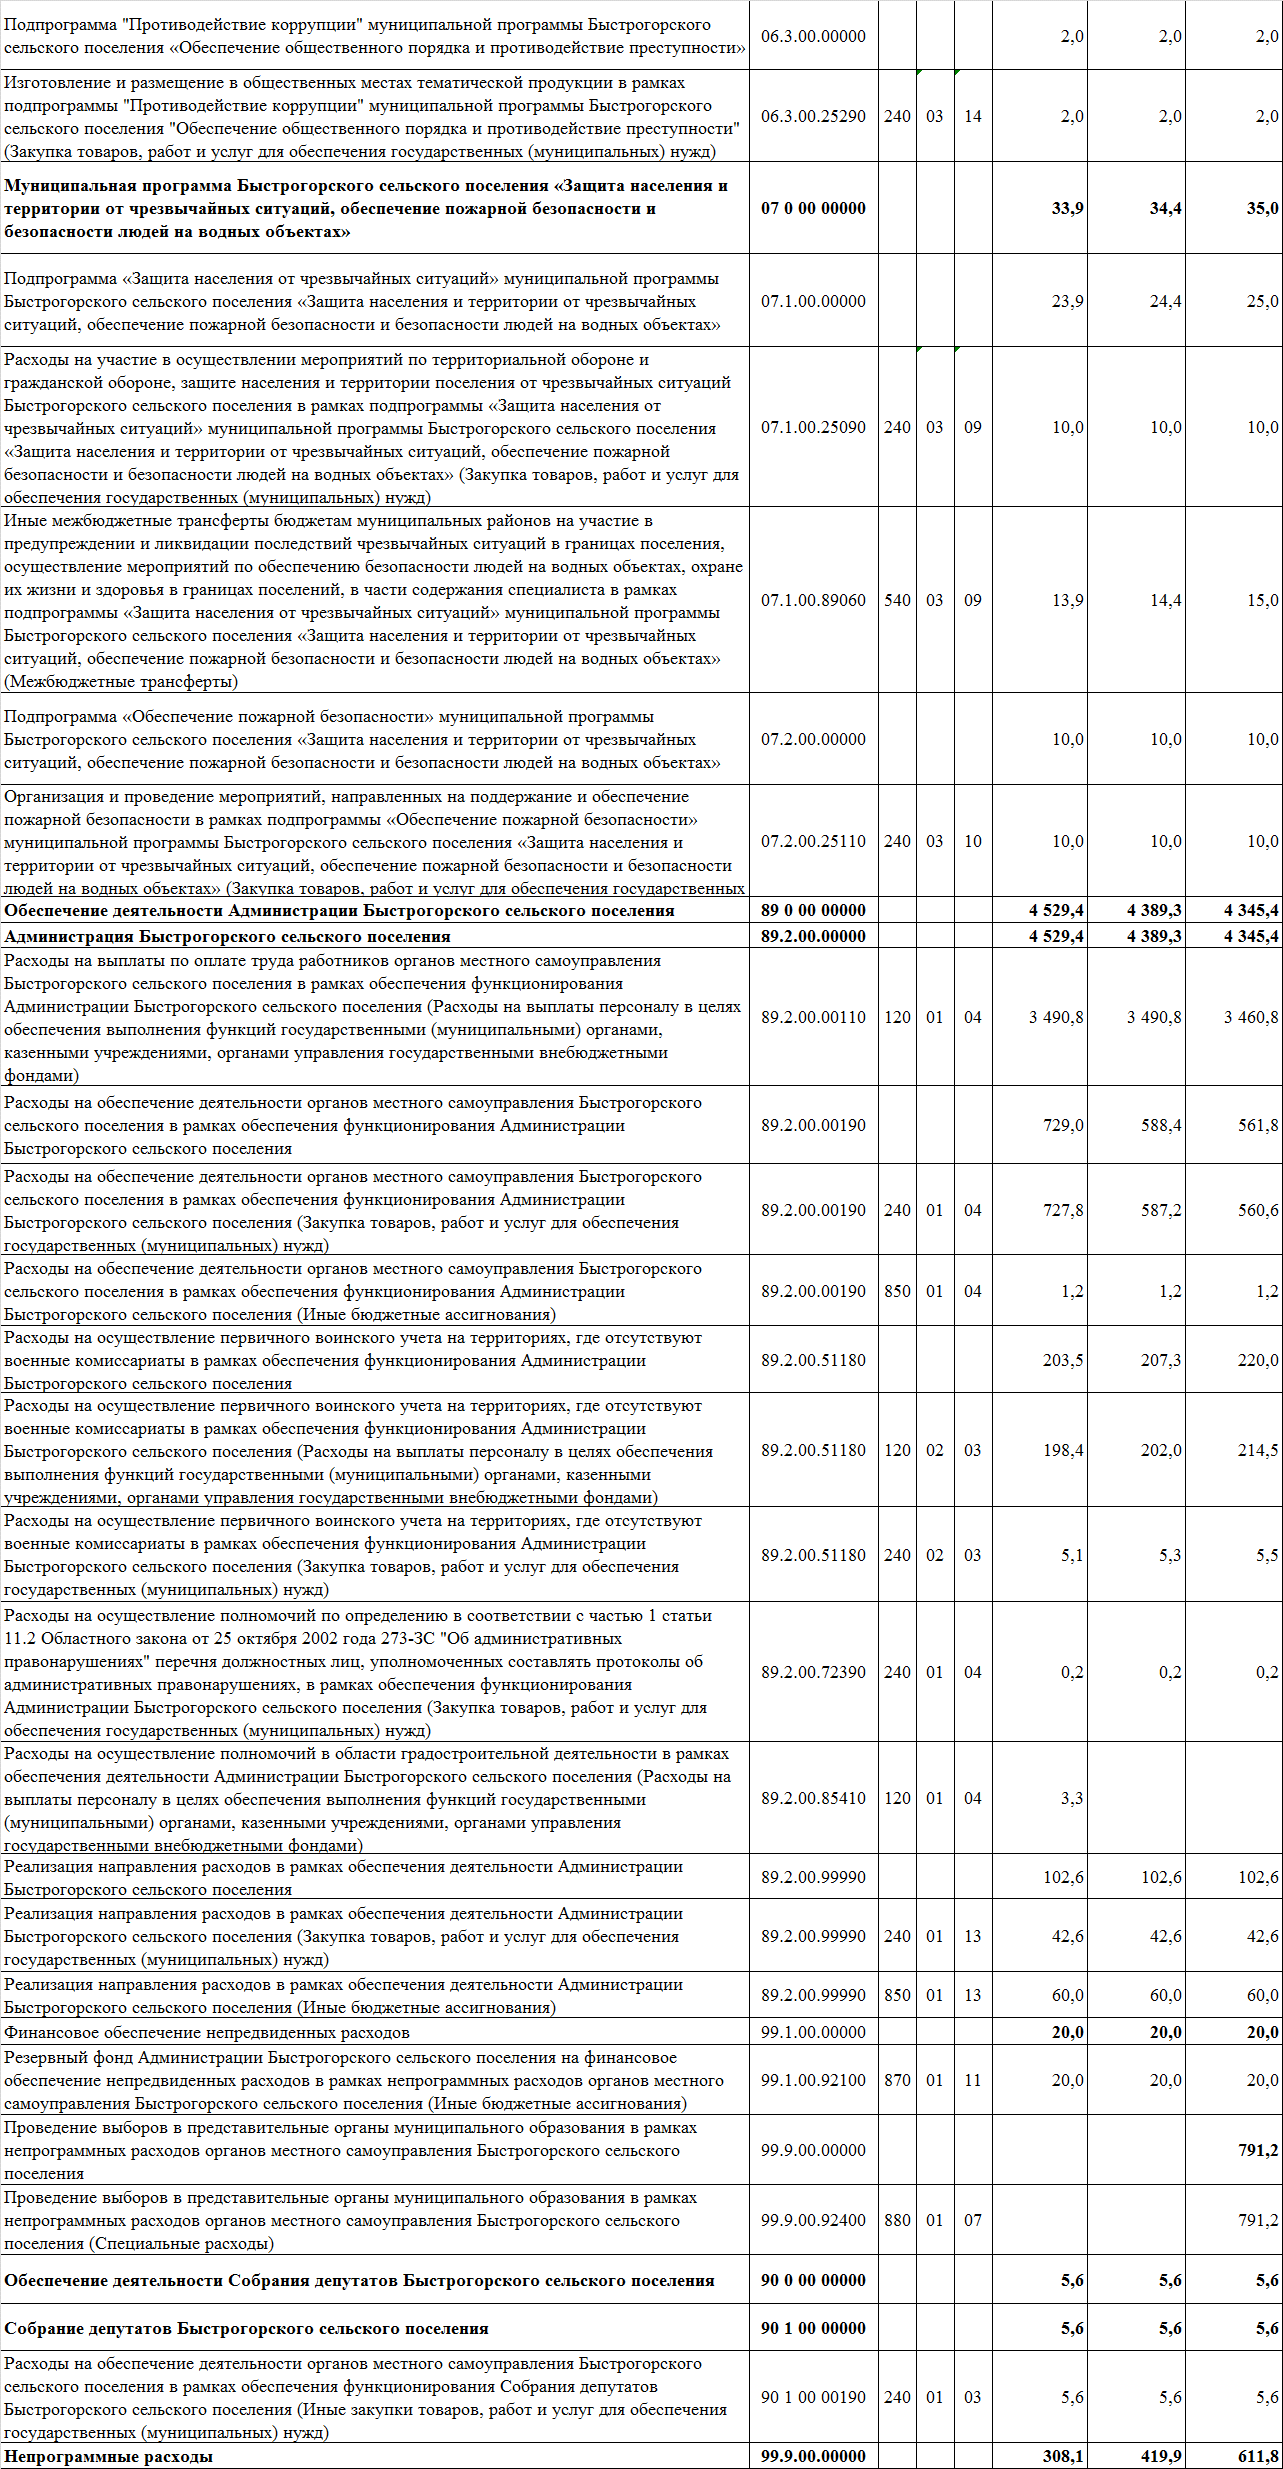 Подпрограмма "Противодействие коррупции" муниципальной программы Быстрогорского
сельского поселения «Обеспечение общественного порядка и противодействие преступности»
06.3.00.00000 2,0 2,0 2,0
Изготовление и размещение в общественных местах тематической продукции в рамках
подпрограммы "Противодействие коррупции" муниципальной программы Быстрогорского
сельского поселения "Обеспечение общественного порядка и противодействие преступности"
(Закупка товаров, работ и услуг для обеспечения государственных (муниципальных) нужд)
06.3.00.25290 240 03 14 2,0 2,0 2,0
Муниципальная программа Быстрогорского сельского поселения «Защита населения и
территории от чрезвычайных ситуаций, обеспечение пожарной безопасности и
безопасности людей на водных объектах»
07 0 00 00000 33,9 34,4 35,0
Подпрограмма «Защита населения от чрезвычайных ситуаций» муниципальной программы
Быстрогорского сельского поселения «Защита населения и территории от чрезвычайных
ситуаций, обеспечение пожарной безопасности и безопасности людей на водных объектах»
07.1.00.00000 23,9 24,4 25,0
Расходы на участие в осуществлении мероприятий по территориальной обороне и
гражданской обороне, защите населения и территории поселения от чрезвычайных ситуаций
Быстрогорского сельского поселения в рамках подпрограммы «Защита населения от
чрезвычайных ситуаций» муниципальной программы Быстрогорского сельского поселения
«Защита населения и территории от чрезвычайных ситуаций, обеспечение пожарной
безопасности и безопасности людей на водных объектах» (Закупка товаров, работ и услуг для
обеспечения государственных (муниципальных) нужд)
07.1.00.25090 240 03 09 10,0 10,0 10,0
Иные межбюджетные трансферты бюджетам муниципальных районов на участие в
предупреждении и ликвидации последствий чрезвычайных ситуаций в границах поселения,
осуществление мероприятий по обеспечению безопасности людей на водных объектах, охране
их жизни и здоровья в границах поселений, в части содержания специалиста в рамках
подпрограммы «Защита населения от чрезвычайных ситуаций» муниципальной программы
Быстрогорского сельского поселения «Защита населения и территории от чрезвычайных
ситуаций, обеспечение пожарной безопасности и безопасности людей на водных объектах»
(Межбюджетные трансферты)
07.1.00.89060 540 03 09 13,9 14,4 15,0
Подпрограмма «Обеспечение пожарной безопасности» муниципальной программы
Быстрогорского сельского поселения «Защита населения и территории от чрезвычайных
ситуаций, обеспечение пожарной безопасности и безопасности людей на водных объектах»
07.2.00.00000 10,0 10,0 10,0
Организация и проведение мероприятий, направленных на поддержание и обеспечение
пожарной безопасности в рамках подпрограммы «Обеспечение пожарной безопасности»
муниципальной программы Быстрогорского сельского поселения «Защита населения и
территории от чрезвычайных ситуаций, обеспечение пожарной безопасности и безопасности
людей на водных объектах» (Закупка товаров, работ и услуг для обеспечения государственных
07.2.00.25110 240 03 10 10,0 10,0 10,0
Обеспечение деятельности Администрации Быстрогорского сельского поселения 89 0 00 00000 4 529,4 4 389,3 4 345,4
Администрация Быстрогорского сельского поселения 89.2.00.00000 4 529,4 4 389,3 4 345,4
Расходы на выплаты по оплате труда работников органов местного самоуправления
Быстрогорского сельского поселения в рамках обеспечения функционирования
Администрации Быстрогорского сельского поселения (Расходы на выплаты персоналу в целях
обеспечения выполнения функций государственными (муниципальными) органами,
казенными учреждениями, органами управления государственными внебюджетными
фондами)
89.2.00.00110 120 01 04 3 490,8 3 490,8 3 460,8
Расходы на обеспечение деятельности органов местного самоуправления Быстрогорского
сельского поселения в рамках обеспечения функционирования Администрации
Быстрогорского сельского поселения
89.2.00.00190 729,0 588,4 561,8
Расходы на обеспечение деятельности органов местного самоуправления Быстрогорского
сельского поселения в рамках обеспечения функционирования Администрации
Быстрогорского сельского поселения (Закупка товаров, работ и услуг для обеспечения
государственных (муниципальных) нужд)
89.2.00.00190 240 01 04 727,8 587,2 560,6
Расходы на обеспечение деятельности органов местного самоуправления Быстрогорского
сельского поселения в рамках обеспечения функционирования Администрации
Быстрогорского сельского поселения (Иные бюджетные ассигнования)
89.2.00.00190 850 01 04 1,2 1,2 1,2
Расходы на осуществление первичного воинского учета на территориях, где отсутствуют
военные комиссариаты в рамках обеспечения функционирования Администрации
Быстрогорского сельского поселения
89.2.00.51180 203,5 207,3 220,0
Расходы на осуществление первичного воинского учета на территориях, где отсутствуют
военные комиссариаты в рамках обеспечения функционирования Администрации
Быстрогорского сельского поселения (Расходы на выплаты персоналу в целях обеспечения
выполнения функций государственными (муниципальными) органами, казенными
учреждениями, органами управления государственными внебюджетными фондами)
89.2.00.51180 120 02 03 198,4 202,0 214,5
Расходы на осуществление первичного воинского учета на территориях, где отсутствуют
военные комиссариаты в рамках обеспечения функционирования Администрации
Быстрогорского сельского поселения (Закупка товаров, работ и услуг для обеспечения
государственных (муниципальных) нужд)
89.2.00.51180 240 02 03 5,1 5,3 5,5
Расходы на осуществление полномочий по определению в соответствии с частью 1 статьи
11.2 Областного закона от 25 октября 2002 года 273-ЗС "Об административных
правонарушениях" перечня должностных лиц, уполномоченных составлять протоколы об
административных правонарушениях, в рамках обеспечения функционирования
Администрации Быстрогорского сельского поселения (Закупка товаров, работ и услуг для
обеспечения государственных (муниципальных) нужд)
89.2.00.72390 240 01 04 0,2 0,2 0,2
Расходы на осуществление полномочий в области градостроительной деятельности в рамках
обеспечения деятельности Администрации Быстрогорского сельского поселения (Расходы на
выплаты персоналу в целях обеспечения выполнения функций государственными
(муниципальными) органами, казенными учреждениями, органами управления
государственными внебюджетными фондами)
89.2.00.85410 120 01 04 3,3
Реализация направления расходов в рамках обеспечения деятельности Администрации
Быстрогорского сельского поселения
89.2.00.99990 102,6 102,6 102,6
Реализация направления расходов в рамках обеспечения деятельности Администрации
Быстрогорского сельского поселения (Закупка товаров, работ и услуг для обеспечения
государственных (муниципальных) нужд)
89.2.00.99990 240 01 13 42,6 42,6 42,6
Реализация направления расходов в рамках обеспечения деятельности Администрации
Быстрогорского сельского поселения (Иные бюджетные ассигнования)
89.2.00.99990 850 01 13 60,0 60,0 60,0
Финансовое обеспечение непредвиденных расходов 99.1.00.00000 20,0 20,0 20,0
Резервный фонд Администрации Быстрогорского сельского поселения на финансовое
обеспечение непредвиденных расходов в рамках непрограммных расходов органов местного
самоуправления Быстрогорского сельского поселения (Иные бюджетные ассигнования)
99.1.00.92100 870 01 11 20,0 20,0 20,0
Проведение выборов в представительные органы муниципального образования в рамках
непрограммных расходов органов местного самоуправления Быстрогорского сельского
поселения
99.9.00.00000 791,2
Проведение выборов в представительные органы муниципального образования в рамках
непрограммных расходов органов местного самоуправления Быстрогорского сельского
поселения (Специальные расходы)
99.9.00.92400 880 01 07 791,2
Обеспечение деятельности Собрания депутатов Быстрогорского сельского поселения 90 0 00 00000 5,6 5,6 5,6
Собрание депутатов Быстрогорского сельского поселения 90 1 00 00000 5,6 5,6 5,6
Расходы на обеспечение деятельности органов местного самоуправления Быстрогорского
сельского поселения в рамках обеспечения функционирования Собрания депутатов
Быстрогорского сельского поселения (Иные закупки товаров, работ и услуг для обеспечения
государственных (муниципальных) нужд)
90 1 00 00190 240 01 03 5,6 5,6 5,6
Непрограммные расходы 99.9.00.00000 308,1 419,9 611,8